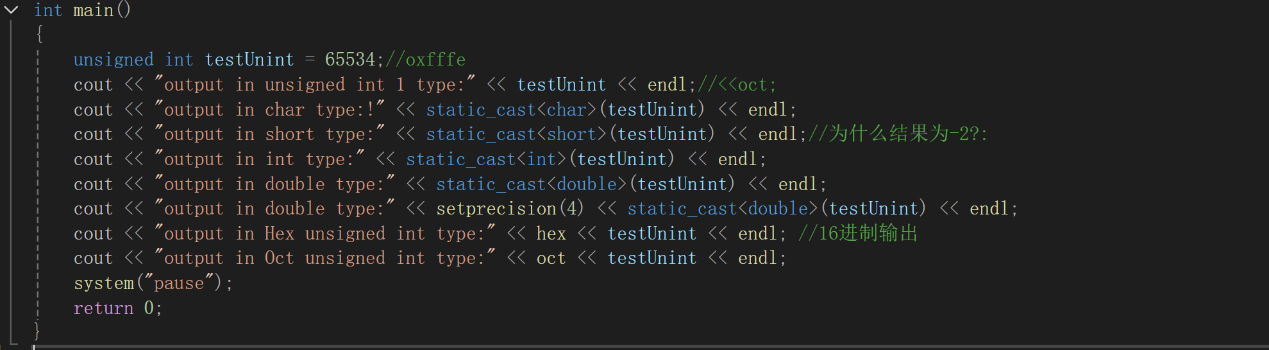 int main()
{
unsigned int testUnint = 65534;//oxfffe
cout << "output in unsigned int 1 type:" << testUnint << endl;//<<oct;
cout << "output in char type:!" << static_cast<char>(testUnint) << endl;
cout << "output in short type:" << static_cast<short>(testUnint) << endl;//为什么结果为-2?:
cout << "output in int type:" << static_cast<int>(testUnint) << endl;
cout << "output in double type:" << static_cast<double>(testUnint) << endl;
cout << "output in double type:" << setprecision(4) << static_cast<double>(testUnint) << endl;
cout << "output in Hex unsigned int type:" << hex << testUnint << endl; //16进制输出
cout << "output in Oct unsigned int type:" << oct << testUnint << endl;
system("pause");
return 0;
}